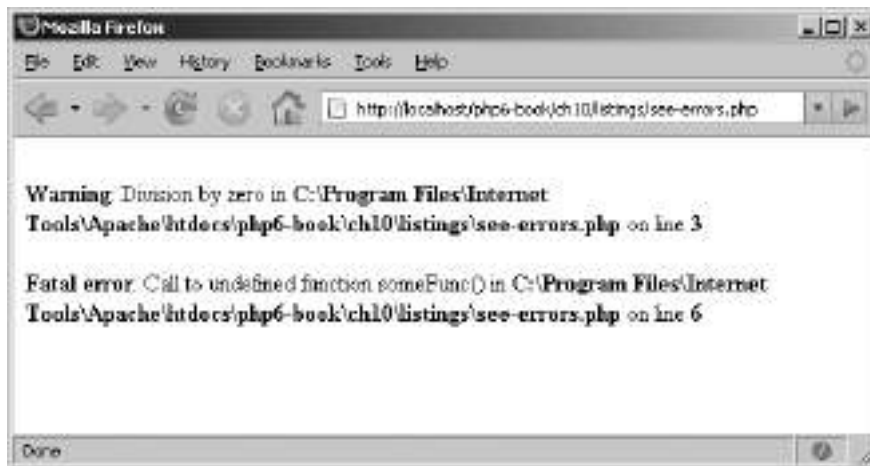 Mozilla Firefox
File Edit View History Bookmarks Tools Help
http://localhost/php6-book/ch10/listings/see-errors.php
Warning: Division by zero in C:\Program Files\Internet
Tools\Apache\htdocs\php6-book\ch10\listings\see-errors.php on line 3
Fatal error: Call to undefined function someFunc() in C:\Program Files\Internet
Tools\Apache\htdocs\php6-book\ch10\listings\see-errors.php on line 6
Done